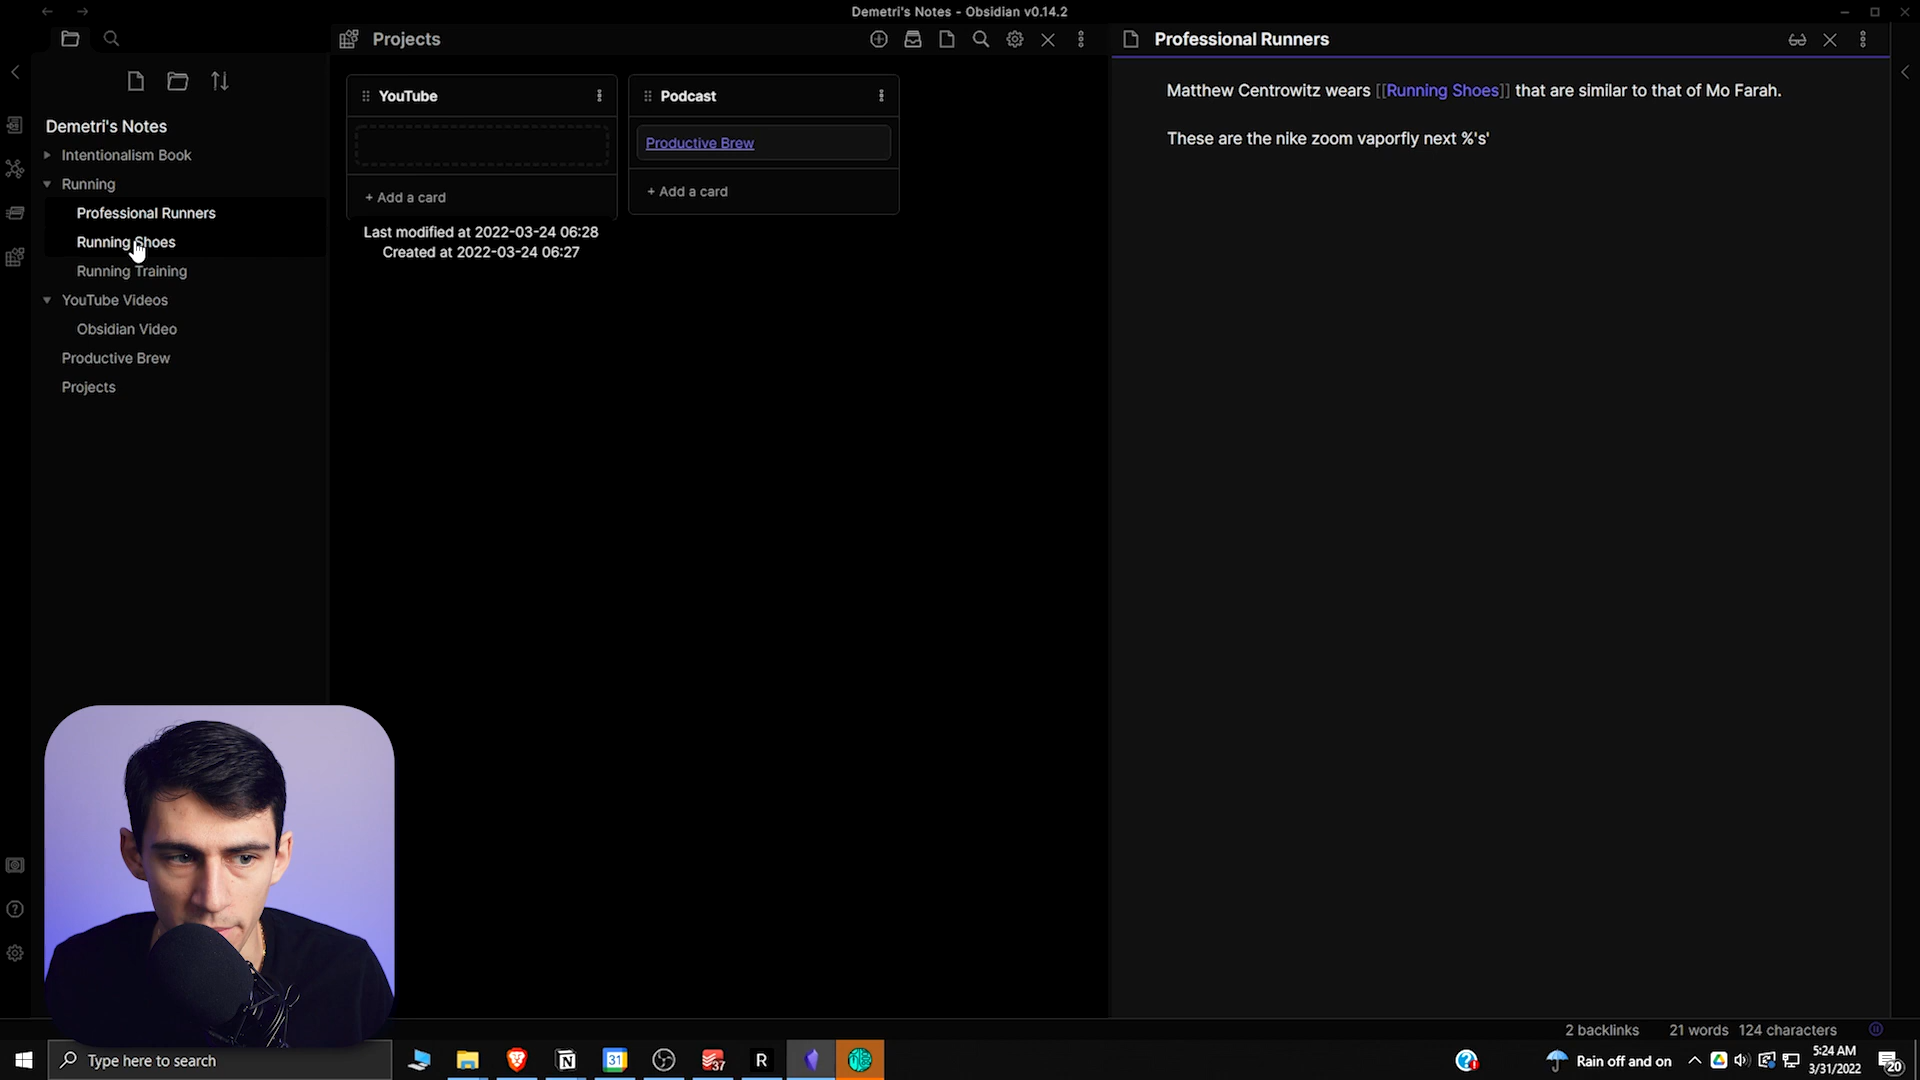 Demetri's Notes - Obsidian v0.14.2
Projects
Professional Runners
Demetri's Notes
Intentionalism Book
Running
Professional Runners
Running Shoes
Running Training
YouTube Videos
Obsidian Video
Productive Brew
Projects
YouTube
+ Add a card
Last modified at 2022-03-24 06:28
Created at 2022-03-24 06:27
Podcast
Productive Brew
+ Add a card
Matthew Centrowitz wears [[Running Shoes]] that are similar to that of Mo Farah.
These are the nike zoom vaporfly next %'s'
2 backlinks 21 words 124 characters
Type here to search
31
37
R
Rain off and on
5:24 AM
3/31/2022
20